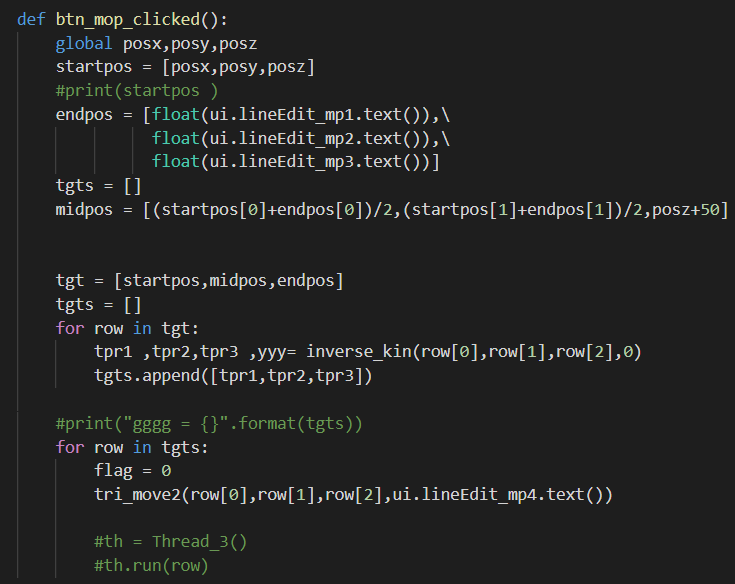 def btn_mop_clicked():
    global posx,posy,posz
    startpos = [posx,posy,posz]
    #print(startpos )
    endpos = [float(ui.lineEdit_mp1.text()),\
              float(ui.lineEdit_mp2.text()),\
              float(ui.lineEdit_mp3.text())]
    tgts = []
    midpos = [(startpos[0]+endpos[0])/2,(startpos[1]+endpos[1])/2,posz+50]
    tgt = [startpos,midpos,endpos]
    tgts = []
    for row in tgt:
        tpr1 ,tpr2,tpr3 ,yyy= inverse_kin(row[0],row[1],row[2],0)
        tgts.append([tpr1,tpr2,tpr3])
    #print("gggg = {}".format(tgts))
    for row in tgts:
        flag = 0
        tri_move2(row[0],row[1],row[2],ui.lineEdit_mp4.text())
        #th = Thread_3()
        #th.run(row)